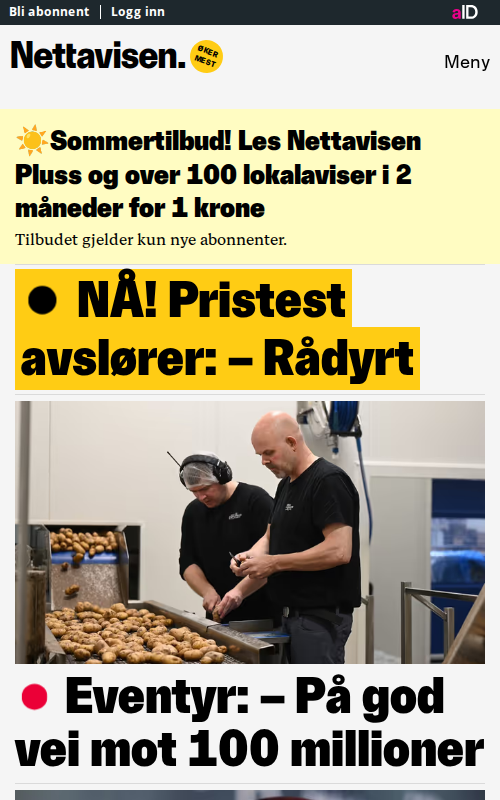 Bli abonnent | Logg inn
aID
Nettavisen.
ØKER
MEST
Meny
Sommertilbud! Les Nettavisen
Pluss og over 100 lokalaviser i 2
måneder for 1 krone
Tilbudet gjelder kun nye abonnenter.
NÅ! Pristest
avslører: – Rådyrt
Eventyr: – På god
vei mot 100 millioner